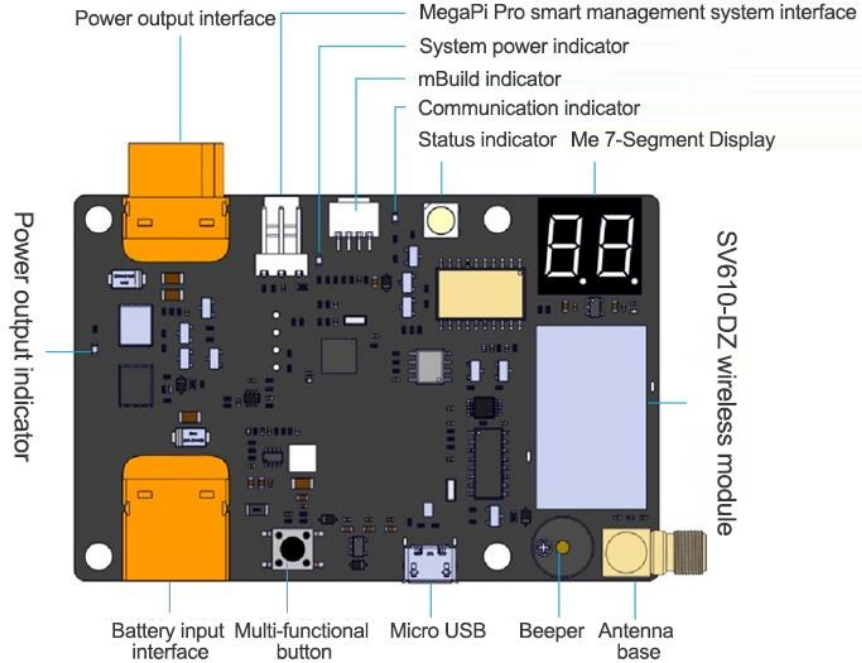 Power output interface
MegaPi Pro smart management system interface
System power indicator
mBuild indicator
Communication indicator
Status indicator
Me 7-Segment Display
8.8.
Power output indicator
SV610-DZ wireless module
Battery input
interface
Multi-functional
button
Micro USB
Beeper
Antenna
base